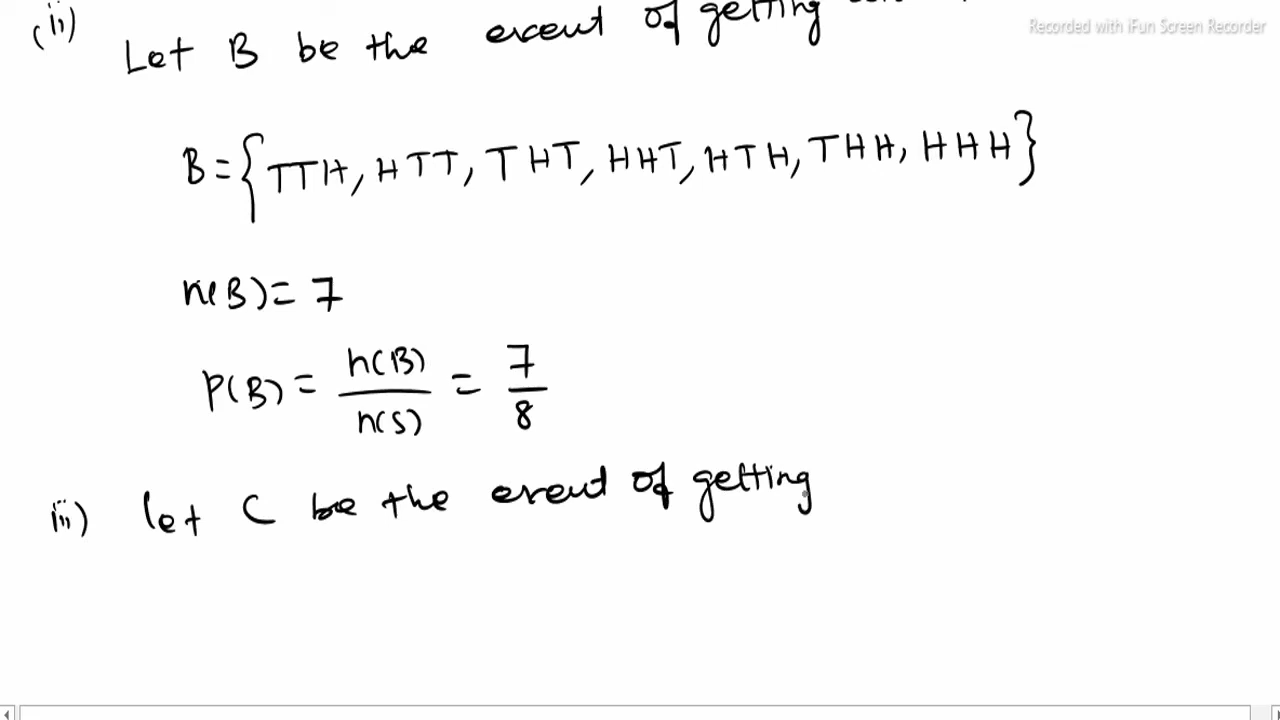 Recorded with iFun Screen Recorder
(ii) Let B be the event of getting
B = {TTH, HTT, THT, HHT, HTH, THH, HHH}
n(B) = 7
P(B) = n(B)/n(S) = 7/8
iii) let C be the event of getting